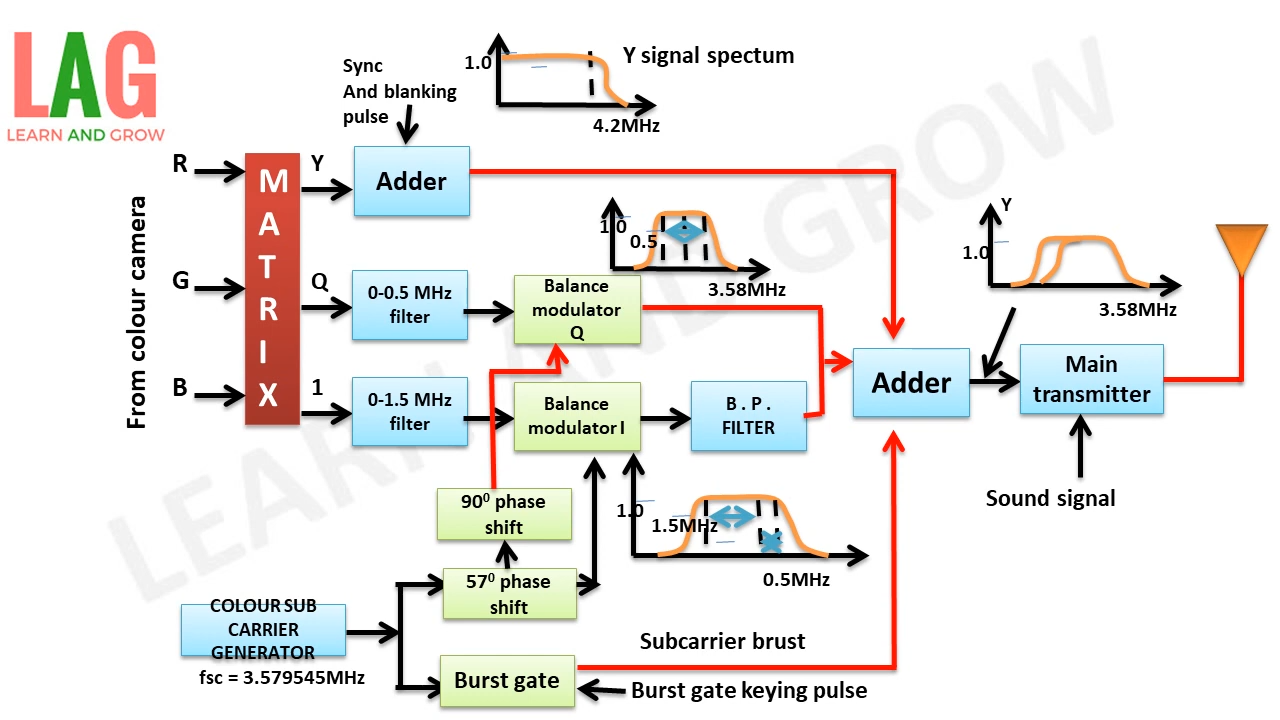 LAG
LEARN AND GROW
Sync
And blanking
pulse
1.0
Y signal spectum
4.2MHz
From colour camera
R
G
B
MATRIX
Y
Q
1
Adder
0-0.5 MHz
filter
0-1.5 MHz
filter
Balance
modulator
Q
Balance
modulator I
B . P .
FILTER
1.0
0.5
3.58MHz
Y
1.0
3.58MHz
Adder
Main
transmitter
Sound signal
90⁰ phase
shift
57⁰ phase
shift
1.0
1.5MHz
0.5MHz
COLOUR SUB
CARRIER
GENERATOR
fsc = 3.579545MHz
Burst gate
Subcarrier brust
Burst gate keying pulse
LEARN AND GROW